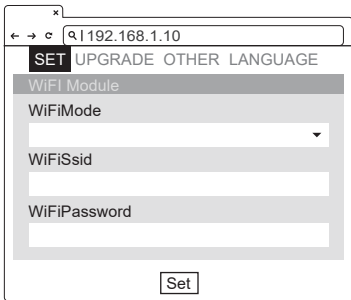 192.168.1.10
SET UPGRADE OTHER LANGUAGE
WiFI Module
WiFiMode
WiFiSsid
WiFiPassword
Set